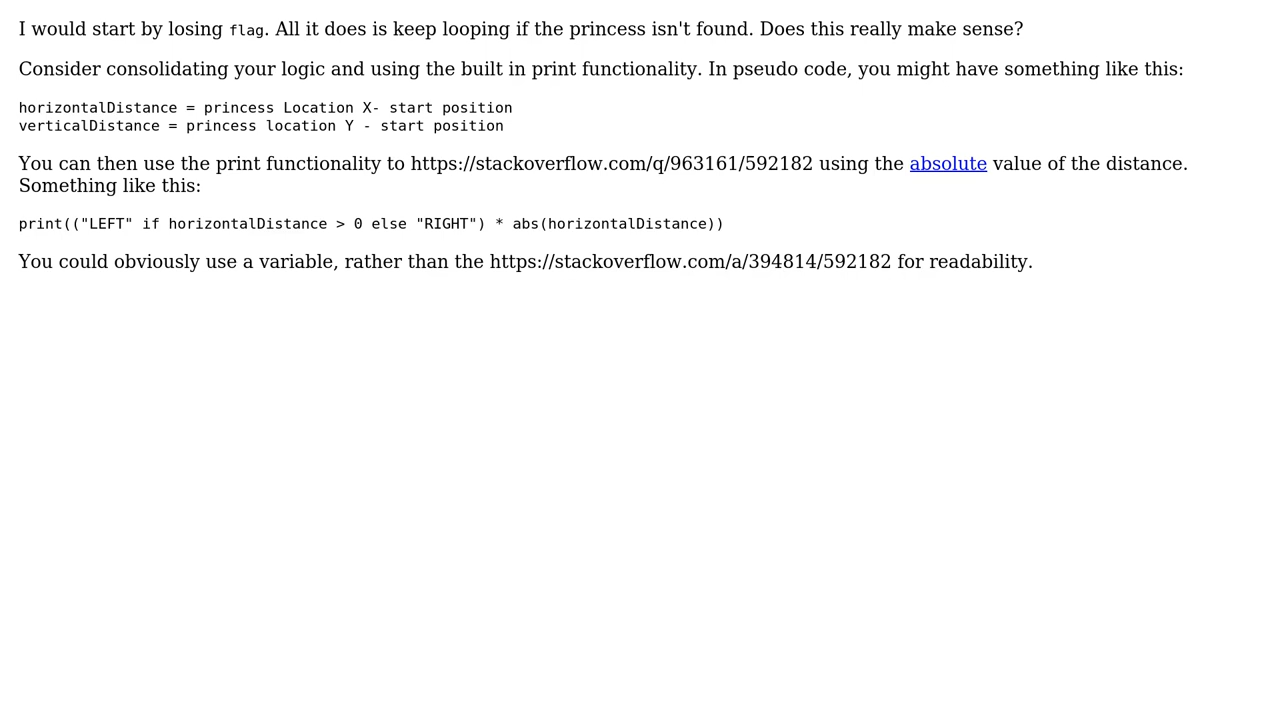 I would start by losing flag. All it does is keep looping if the princess isn't found. Does this really make sense?
Consider consolidating your logic and using the built in print functionality. In pseudo code, you might have something like this:
horizontalDistance = princess Location X- start position
verticalDistance = princess location Y - start position
You can then use the print functionality to https://stackoverflow.com/q/963161/592182 using the absolute value of the distance.
Something like this:
print(("LEFT" if horizontalDistance > 0 else "RIGHT") * abs(horizontalDistance))
You could obviously use a variable, rather than the https://stackoverflow.com/a/394814/592182 for readability.